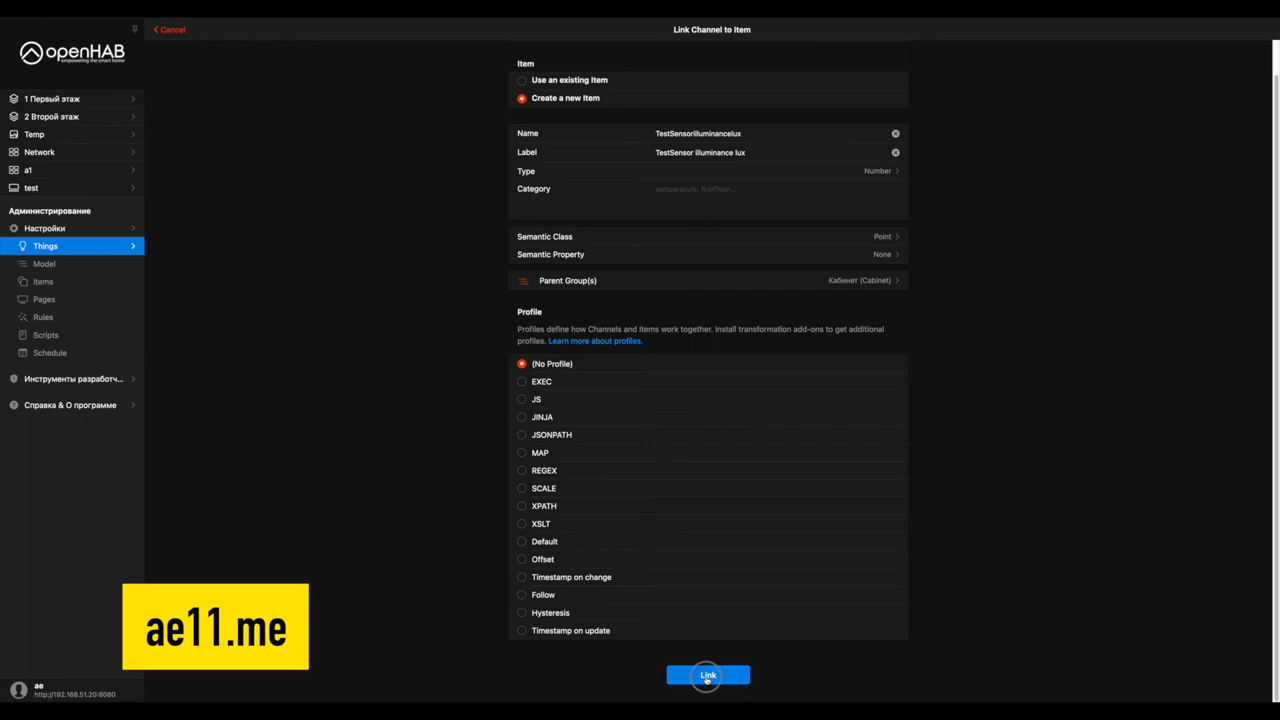 Cancel
Link Channel to Item
openHAB
empowering the smart home
1 Первый этаж
2 Второй этаж
Temp
Network
a1
test
Администрирование
Настройки
Things
Model
Items
Pages
Rules
Scripts
Schedule
Инструменты разработч...
Справка & О программе
ae
http://192.168.51.20:8080
Item
Use an existing Item
Create a new Item
Name TestSensorilluminancelux
Label TestSensor illuminance lux
Type Number
Category temperature, firstfloor...
Semantic Class Point
Semantic Property None
Parent Group(s) Кабинет (Cabinet)
Profile
Profiles define how Channels and Items work together. Install transformation add-ons to get additional
profiles. Learn more about profiles.
(No Profile)
EXEC
JS
JINJA
JSONPATH
MAP
REGEX
SCALE
XPATH
XSLT
Default
Offset
Timestamp on change
Follow
Hysteresis
Timestamp on update
Link
ae11.me